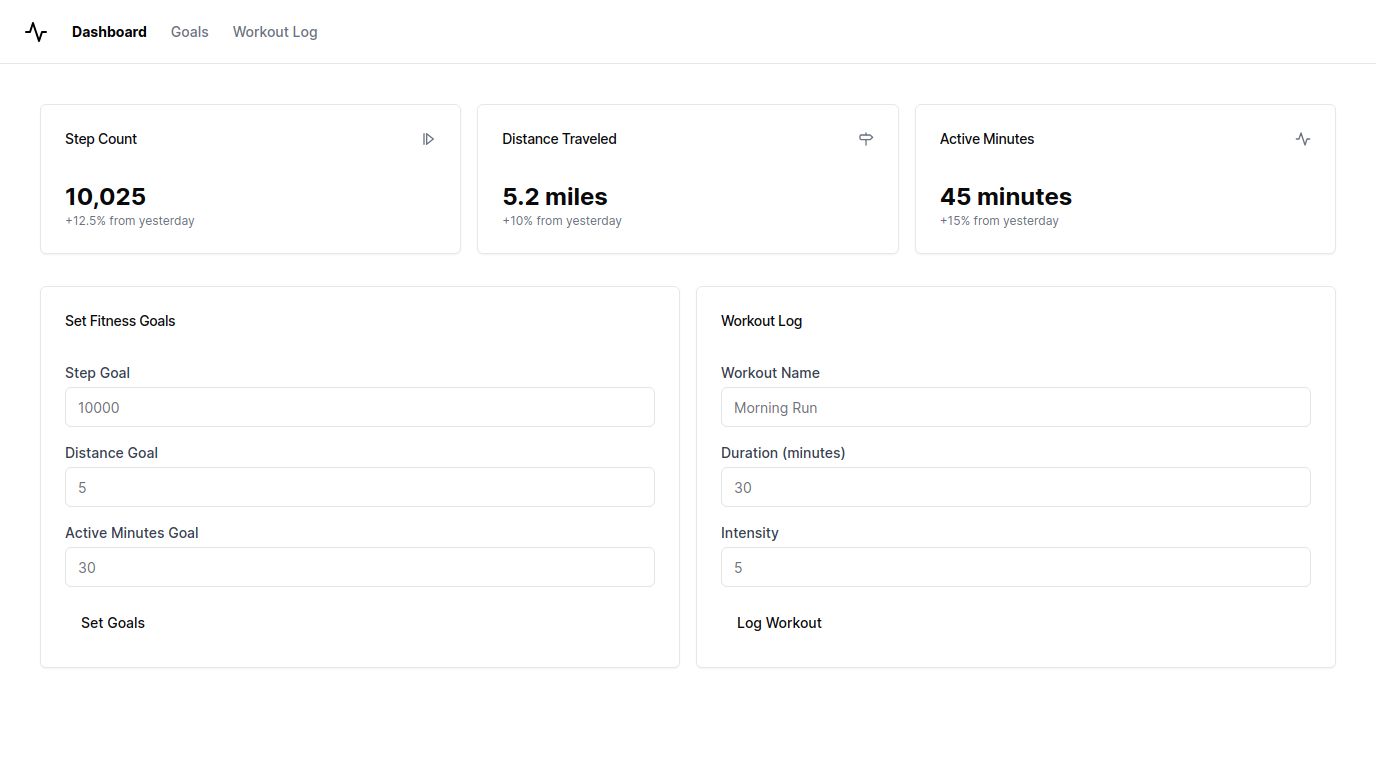 Dashboard Goals Workout Log
Step Count
10,025
+12.5% from yesterday
Distance Traveled
5.2 miles
+10% from yesterday
Active Minutes
45 minutes
+15% from yesterday
Set Fitness Goals
Step Goal
10000
Distance Goal
5
Active Minutes Goal
30
Set Goals
Workout Log
Workout Name
Morning Run
Duration (minutes)
30
Intensity
5
Log Workout